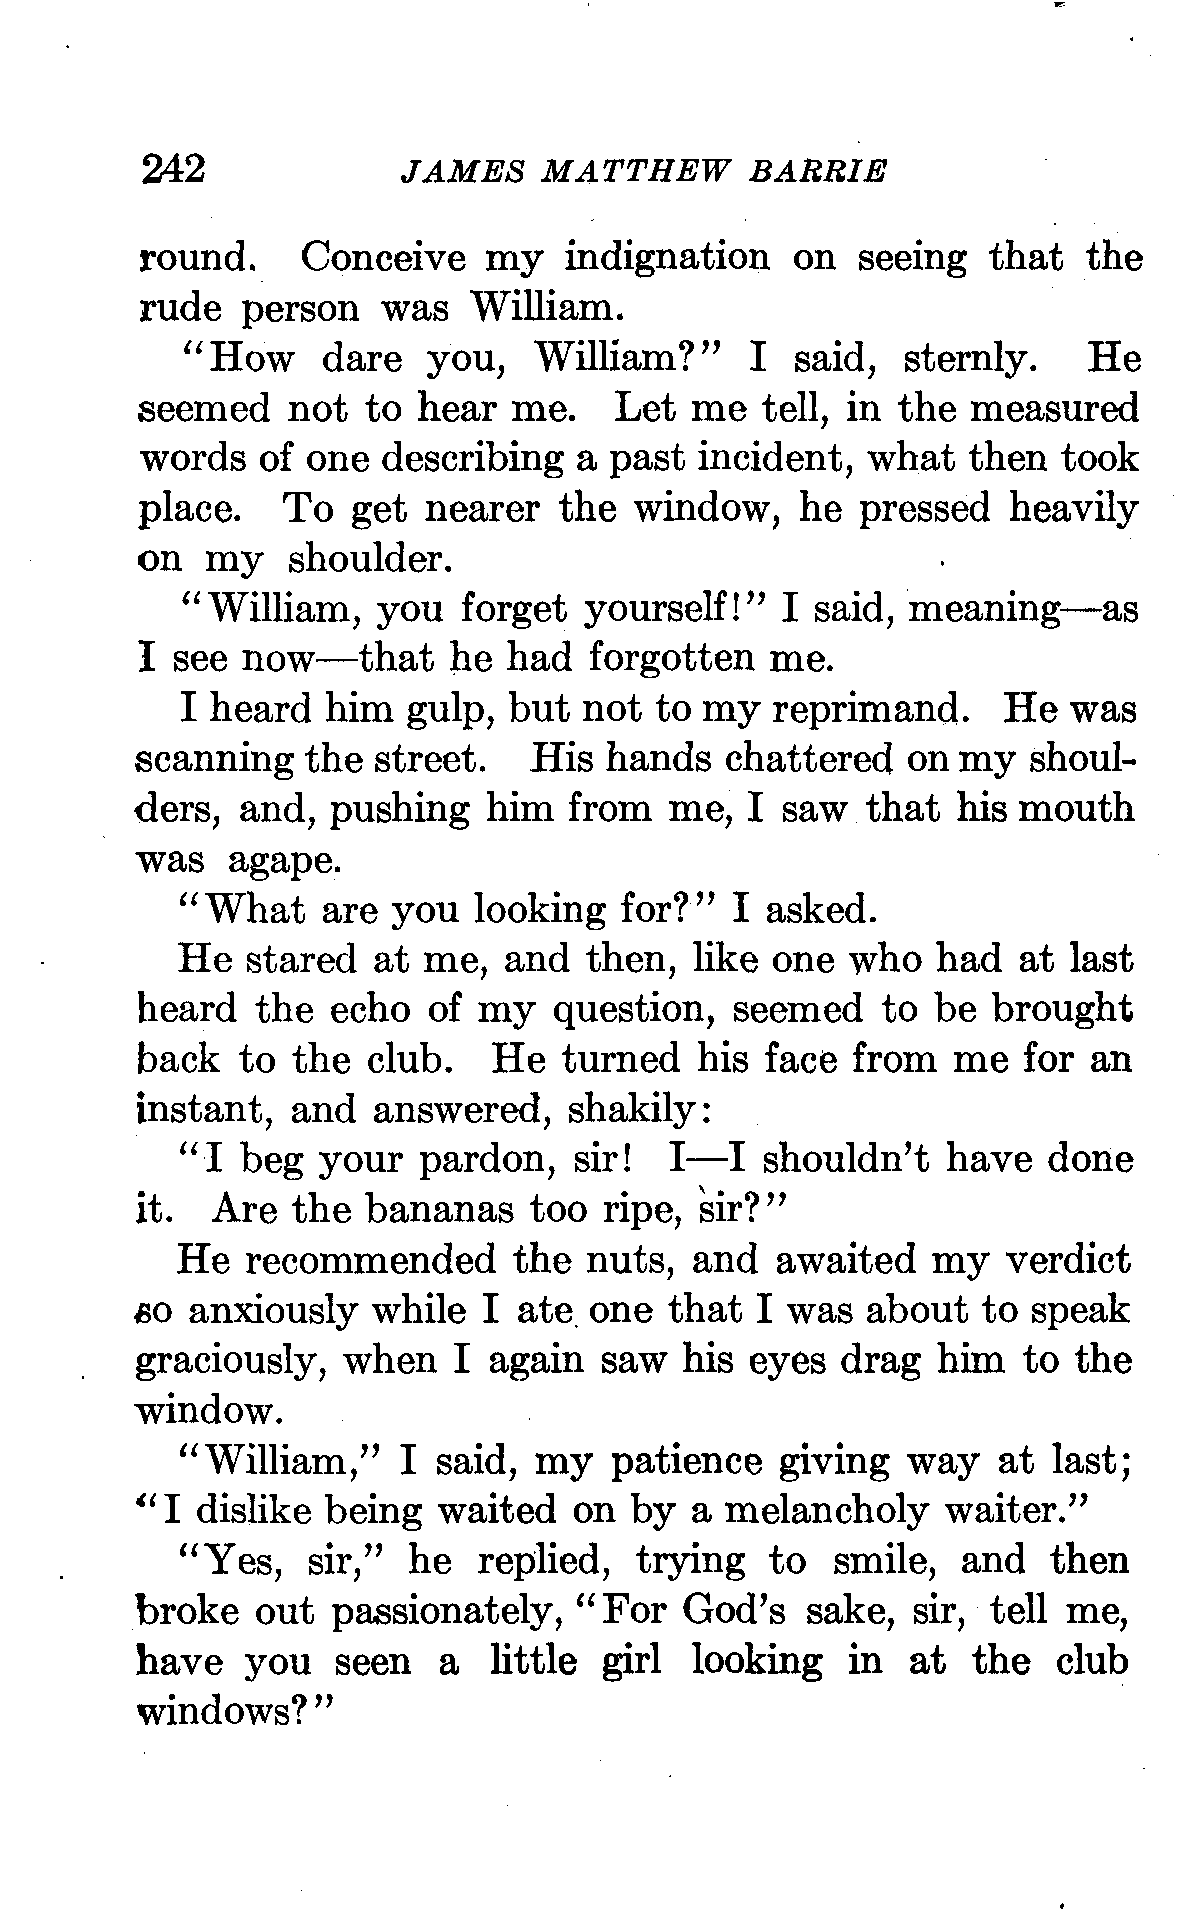 242 JAMES MATTHEW BARRIE
round. Conceive my indignation on seeing that the
rude person was William.
"How dare you, William?" I said, sternly. He
seemed not to hear me. Let me tell, in the measured
words of one describing a past incident, what then took
place. To get nearer the window, he pressed heavily
on my shoulder.
"William, you forget yourself!" I said, meaning—as
I see now—that he had forgotten me.
I heard him gulp, but not to my reprimand. He was
scanning the street. His hands chattered on my shoul-
ders, and, pushing him from me, I saw that his mouth
was agape.
"What are you looking for?" I asked.
He stared at me, and then, like one who had at last
heard the echo of my question, seemed to be brought
back to the club. He turned his face from me for an
instant, and answered, shakily:
"I beg your pardon, sir! I—I shouldn't have done
it. Are the bananas too ripe, sir?"
He recommended the nuts, and awaited my verdict
so anxiously while I ate one that I was about to speak
graciously, when I again saw his eyes drag him to the
window.
"William," I said, my patience giving way at last;
"I dislike being waited on by a melancholy waiter."
"Yes, sir," he replied, trying to smile, and then
broke out passionately, "For God's sake, sir, tell me,
have you seen a little girl looking in at the club
windows?"